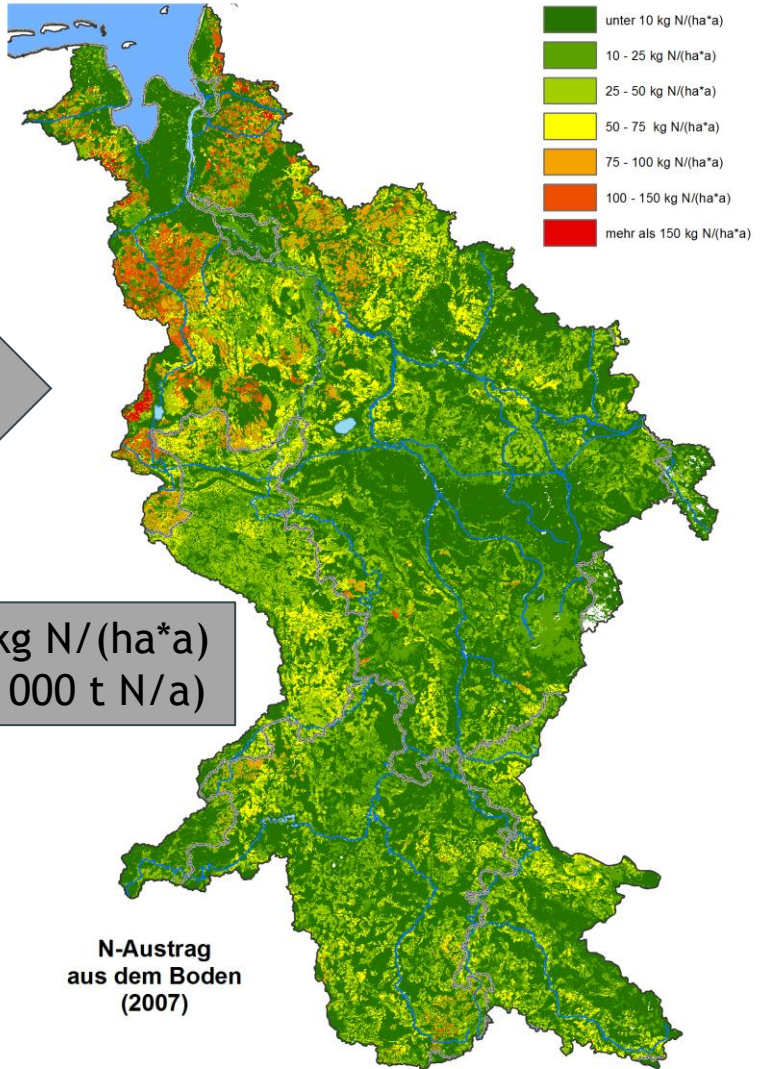 unter 10 kg N/(ha*a)
10 - 25 kg N/(ha*a)
25 - 50 kg N/(ha*a)
50 - 75 kg N/(ha*a)
75 - 100 kg N/(ha*a)
100 - 150 kg N/(ha*a)
mehr als 150 kg N/(ha*a)
kg N/(ha*a)
000 t N/a)
N-Austrag
aus dem Boden
(2007)